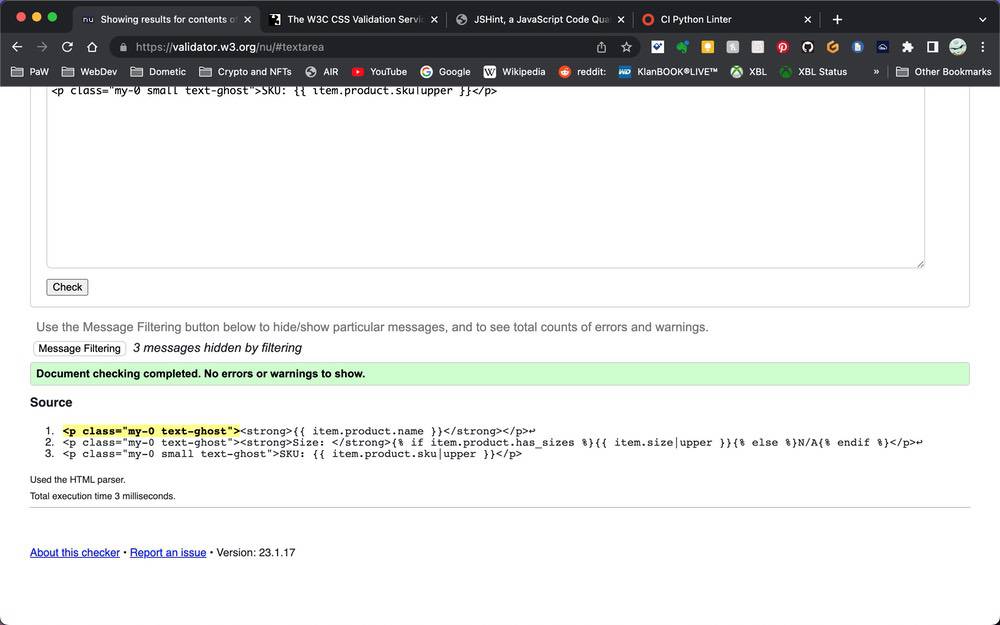 Showing results for contents of
The W3C CSS Validation Servic
JSHint, a JavaScript Code Qua
CI Python Linter
https://validator.w3.org/nu/#textarea
PaW WebDev Dometic Crypto and NFTs AIR YouTube Google Wikipedia reddit: KlanBOOK®LIVE™ XBL XBL Status » Other Bookmarks
<p class="my-0 small text-ghost">SKU: {{ item.product.sku|upper }}</p>
Check
Use the Message Filtering button below to hide/show particular messages, and to see total counts of errors and warnings.
Message Filtering 3 messages hidden by filtering
Document checking completed. No errors or warnings to show.
Source
1. <p class="my-0 text-ghost"><strong>{{ item.product.name }}</strong></p>↩
2. <p class="my-0 text-ghost"><strong>Size: </strong>{% if item.product.has_sizes %}{{ item.size|upper }}{% else %}N/A{% endif %}</p>↩
3. <p class="my-0 small text-ghost">SKU: {{ item.product.sku|upper }}</p>
Used the HTML parser.
Total execution time 3 milliseconds.
About this checker • Report an issue • Version: 23.1.17